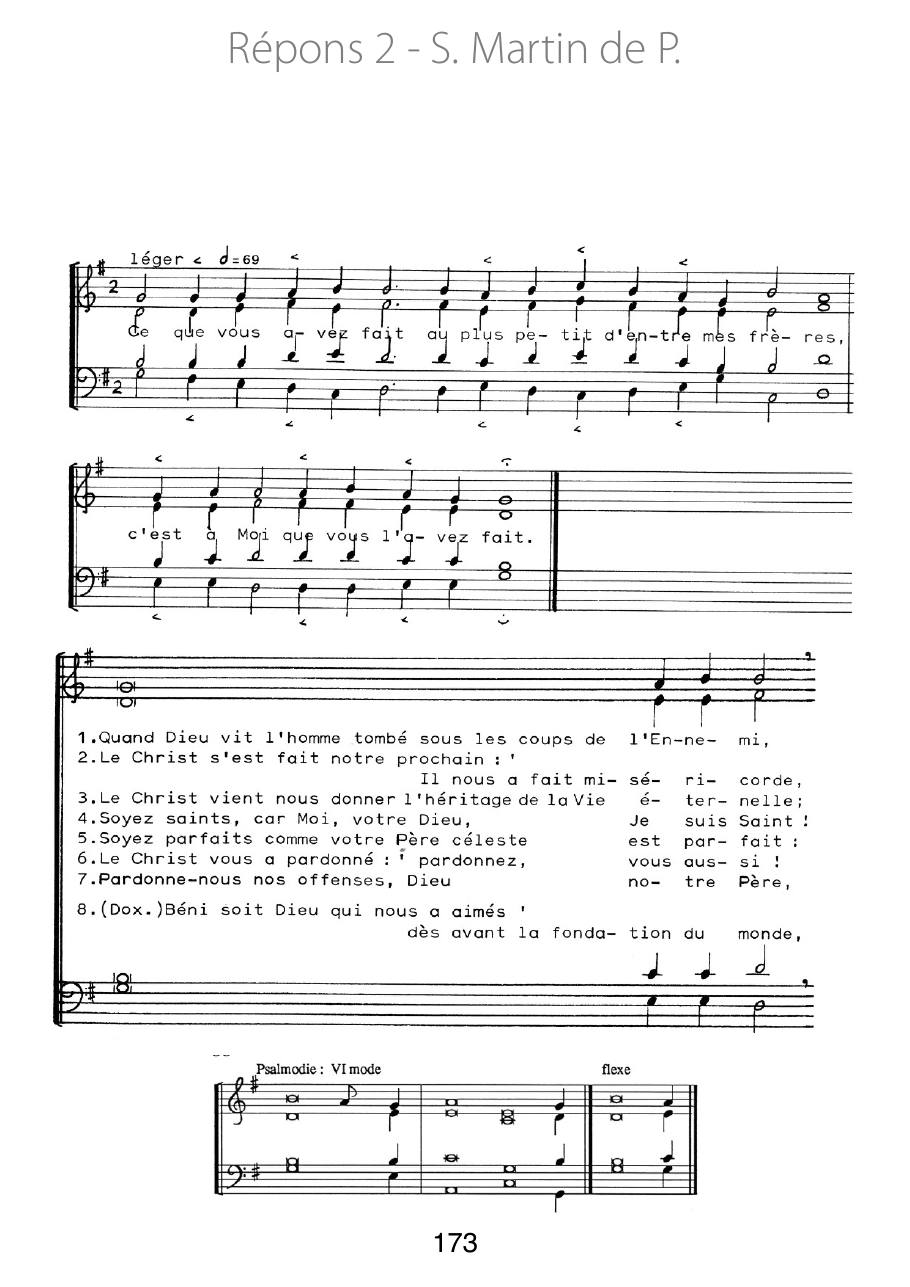 Répons 2 - S. Martin de P.
léger < 𝅗𝅥 = 69
2
Ce que vous a- vez fait au plus pe- tit d'en-tre mes frè- res,
2
c'est à Moi que vous l'a- vez fait.
1.Quand Dieu vit l'homme tombé sous les coups de l'En-ne- mi,
2.Le Christ s'est fait notre prochain : '
Il nous a fait mi- sé- ri- corde,
3.Le Christ vient nous donner l'héritage de la Vie é- ter- nelle;
4.Soyez saints, car Moi, votre Dieu, Je suis Saint !
5.Soyez parfaits comme votre Père céleste est par- fait :
6.Le Christ vous a pardonné : ' pardonnez, vous aus- si !
7.Pardonne-nous nos offenses, Dieu no- tre Père,
8.(Dox.)Béni soit Dieu qui nous a aimés '
dès avant la fonda- tion du monde,
Psalmodie : VI mode flexe
173